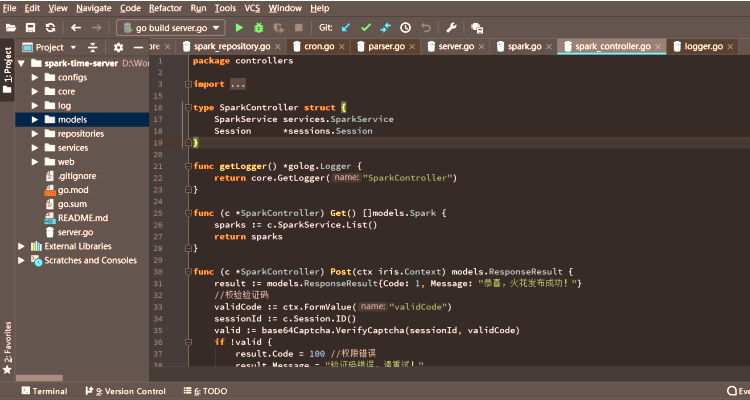 File Edit View Navigate Code Refactor Run Tools VCS Window Help
go build server.go
Git:
1: Project
Project
ore
spark_repository.go
cron.go
parser.go
server.go
spark.go
spark_controller.go
logger.go
spark-time-server D:\Wor
configs
core
log
models
repositories
services
web
.gitignore
go.mod
go.sum
README.md
server.go
External Libraries
Scratches and Consoles
1 package controllers
2
3 import ...
15
16 type SparkController struct {
17 SparkService services.SparkService
18 Session *sessions.Session
19 }
20
21 func getLogger() *golog.Logger {
22 return core.GetLogger( name: "SparkController")
23 }
24
25 func (c *SparkController) Get() []models.Spark {
26 sparks := c.SparkService.List()
27 return sparks
28 }
29
30 func (c *SparkController) Post(ctx iris.Context) models.ResponseResult {
31 result := models.ResponseResult{Code: 1, Message: "恭喜，火花发布成功！"}
32 //校验验证码
33 validCode := ctx.FormValue( name: "validCode")
34 sessionId := c.Session.ID()
35 valid := base64Captcha.VerifyCaptcha(sessionId, validCode)
36 if !valid {
37 result.Code = 100 //权限错误
38 result.Message = "验证码错误，请重试！"
2: Favorites
Terminal
9: Version Control
6: TODO
Eve